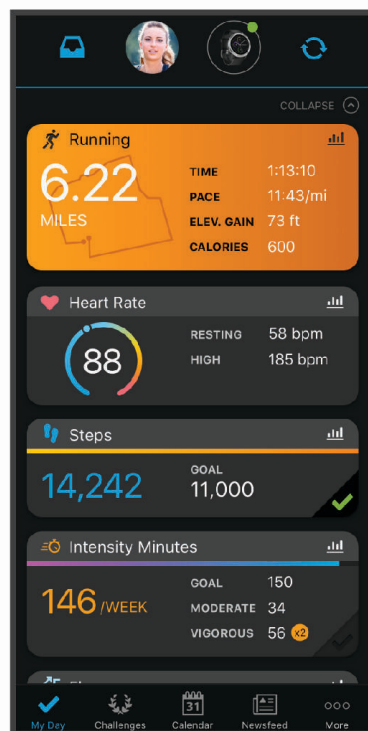 COLLAPSE
Running
6.22
MILES
TIME 1:13:10
PACE 11:43/mi
ELEV. GAIN 73 ft
CALORIES 600
Heart Rate
88
RESTING 58 bpm
HIGH 185 bpm
Steps
14,242
GOAL
11,000
Intensity Minutes
146 /WEEK
GOAL 150
MODERATE 34
VIGOROUS 56 x2
31
My Day Challenges Calendar Newsfeed More